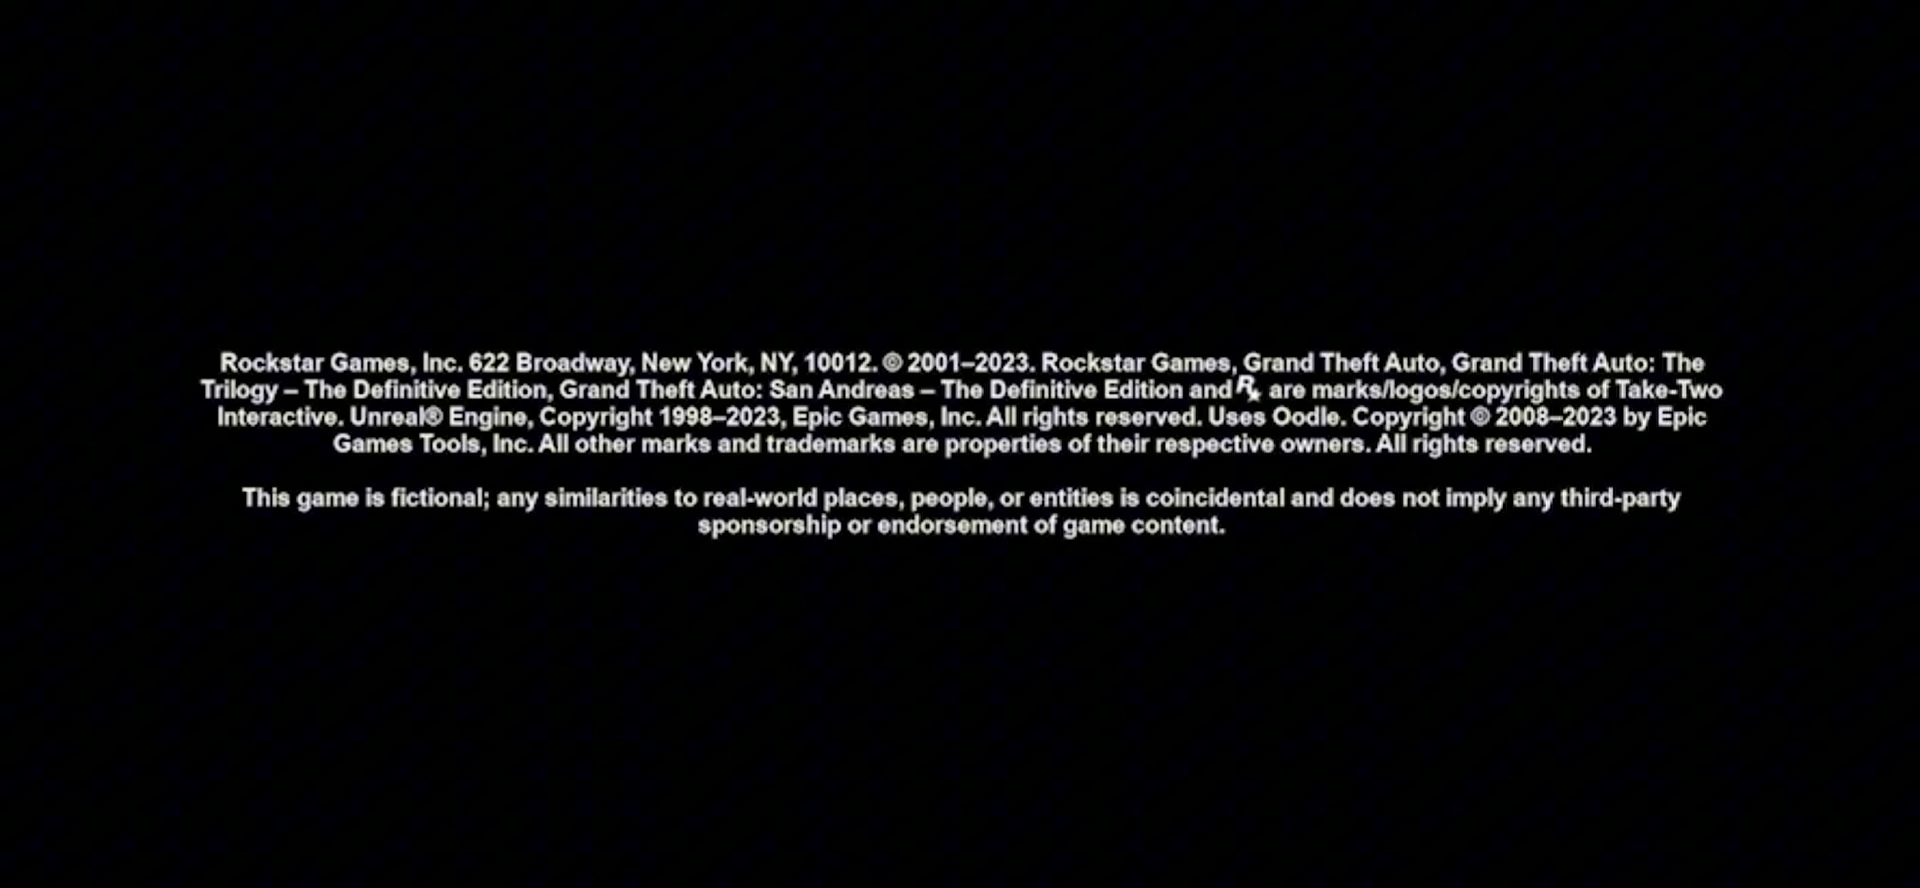 Rockstar Games, Inc. 622 Broadway, New York, NY, 10012. © 2001–2023. Rockstar Games, Grand Theft Auto, Grand Theft Auto: The
Trilogy – The Definitive Edition, Grand Theft Auto: San Andreas – The Definitive Edition and R★ are marks/logos/copyrights of Take-Two
Interactive. Unreal® Engine, Copyright 1998–2023, Epic Games, Inc. All rights reserved. Uses Oodle. Copyright © 2008–2023 by Epic
Games Tools, Inc. All other marks and trademarks are properties of their respective owners. All rights reserved.
This game is fictional; any similarities to real-world places, people, or entities is coincidental and does not imply any third-party
sponsorship or endorsement of game content.